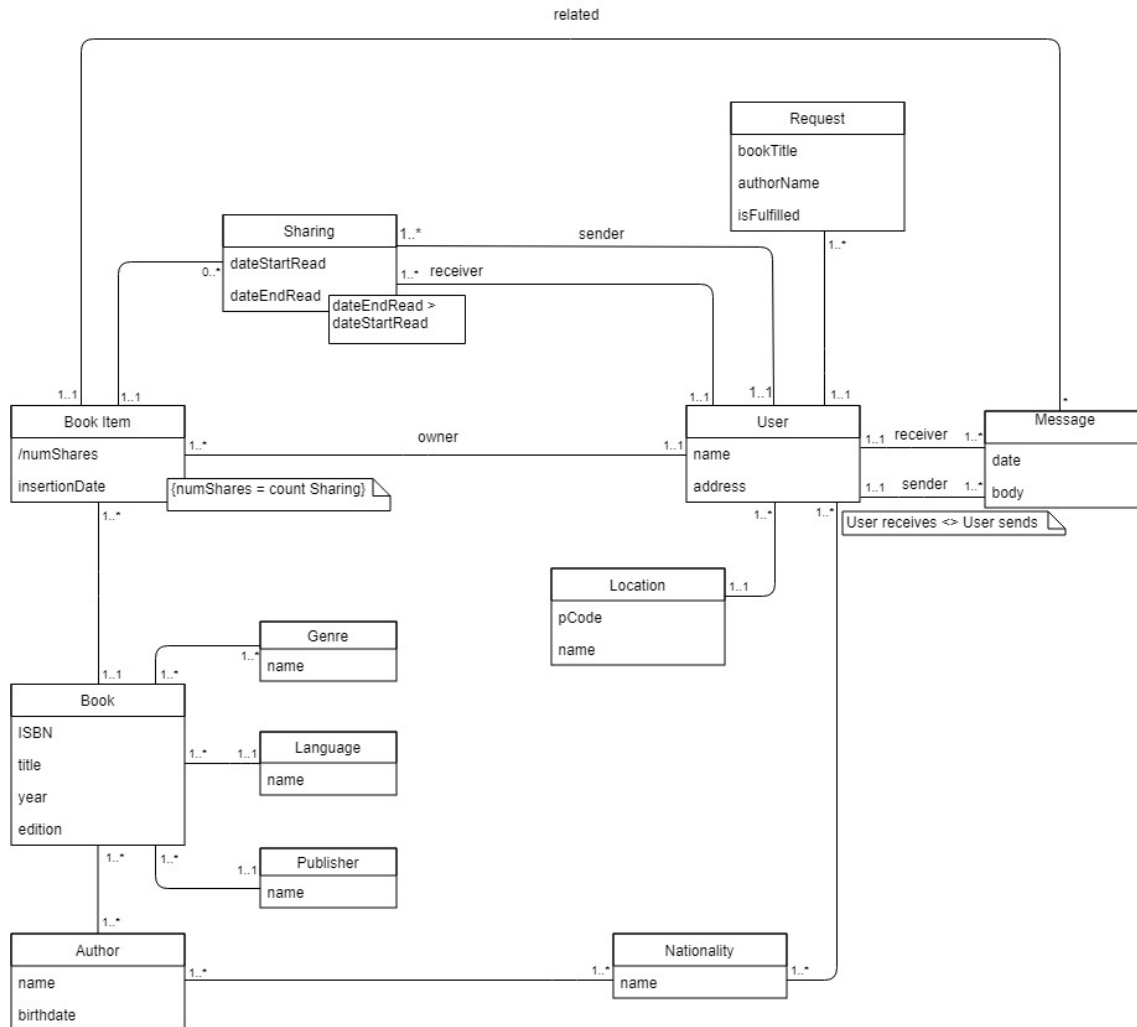 related
Request
bookTitle
authorName
isFulfilled
1..*
Sharing
dateStartRead
dateEndRead
dateEndRead >
dateStartRead
1..*
sender
1..*
receiver
0..*
1..1
1..1
1..1
1..1
1..1
*
Book Item
/numShares
insertionDate
{numShares = count Sharing}
1..*
owner
1..1
User
name
address
1..1
receiver
1..*
1..1
sender
1..*
Message
date
body
User receives <> User sends
1..*
1..*
1..*
Location
pCode
name
1..1
Genre
name
1..*
1..1
1..*
Book
ISBN
title
year
edition
1..*
1..1
Language
name
1..*
1..*
1..1
Publisher
name
1..*
Author
name
birthdate
1..*
1..*
Nationality
name
1..*